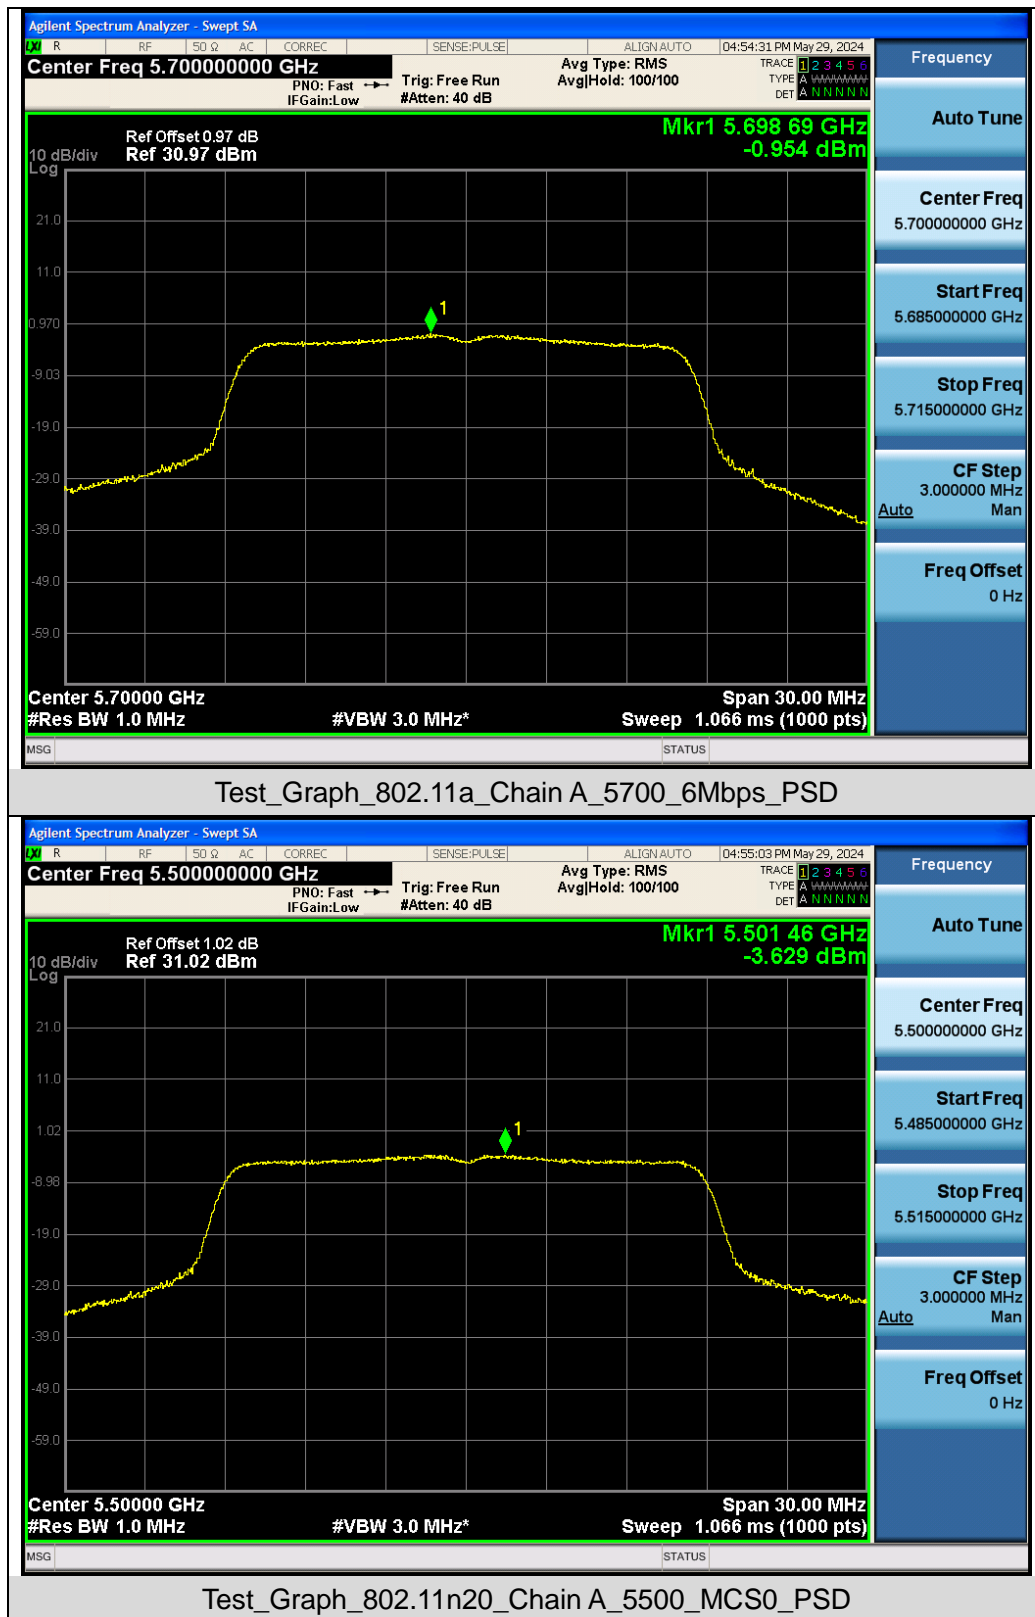 Agilent Spectrum Analyzer - Swept SA
LXI R RF 50 Ω AC CORREC SENSE:PULSE ALIGN AUTO 04:54:31 PM May 29, 2024
Center Freq 5.700000000 GHz
PNO: Fast
IFGain:Low
Trig: Free Run
#Atten: 40 dB
Avg Type: RMS
Avg|Hold: 100/100
TRACE 1 2 3 4 5 6
TYPE A WWWWW
DET A N N N N N
Frequency
Auto Tune
Center Freq
5.700000000 GHz
Start Freq
5.685000000 GHz
Stop Freq
5.715000000 GHz
CF Step
3.000000 MHz
Auto Man
Freq Offset
0 Hz
Mkr1 5.698 69 GHz
-0.954 dBm
Ref Offset 0.97 dB
10 dB/div Ref 30.97 dBm
Log
21.0
11.0
1
0.970
-9.03
-19.0
-29.0
-39.0
-49.0
-59.0
Center 5.70000 GHz Span 30.00 MHz
#Res BW 1.0 MHz #VBW 3.0 MHz* Sweep 1.066 ms (1000 pts)
MSG STATUS
Test_Graph_802.11a_Chain A_5700_6Mbps_PSD
Agilent Spectrum Analyzer - Swept SA
LXI R RF 50 Ω AC CORREC SENSE:PULSE ALIGN AUTO 04:55:03 PM May 29, 2024
Center Freq 5.500000000 GHz
PNO: Fast
IFGain:Low
Trig: Free Run
#Atten: 40 dB
Avg Type: RMS
Avg|Hold: 100/100
TRACE 1 2 3 4 5 6
TYPE A WWWWW
DET A N N N N N
Frequency
Auto Tune
Center Freq
5.500000000 GHz
Start Freq
5.485000000 GHz
Stop Freq
5.515000000 GHz
CF Step
3.000000 MHz
Auto Man
Freq Offset
0 Hz
Mkr1 5.501 46 GHz
-3.629 dBm
Ref Offset 1.02 dB
10 dB/div Ref 31.02 dBm
Log
21.0
11.0
1
1.02
-8.98
-19.0
-29.0
-39.0
-49.0
-59.0
Center 5.50000 GHz Span 30.00 MHz
#Res BW 1.0 MHz #VBW 3.0 MHz* Sweep 1.066 ms (1000 pts)
MSG STATUS
Test_Graph_802.11n20_Chain A_5500_MCS0_PSD